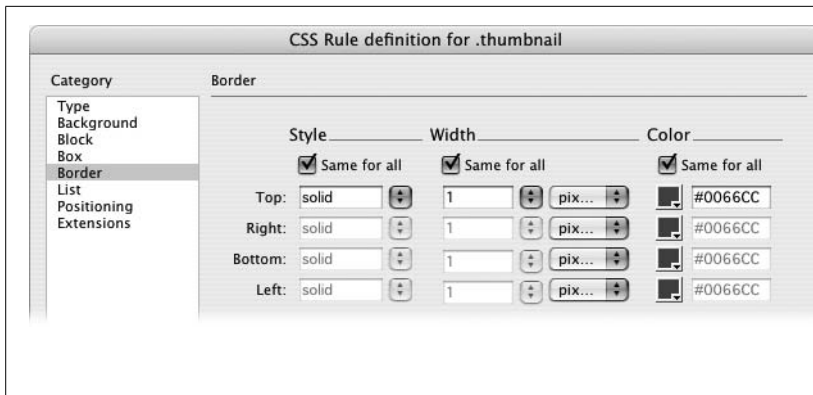 CSS Rule definition for .thumbnail
Category
Border
Type
Background
Block
Box
Border
List
Positioning
Extensions
Style Width Color
Same for all Same for all Same for all
Top: solid 1 pix... #0066CC
Right: solid 1 pix... #0066CC
Bottom: solid 1 pix... #0066CC
Left: solid 1 pix... #0066CC